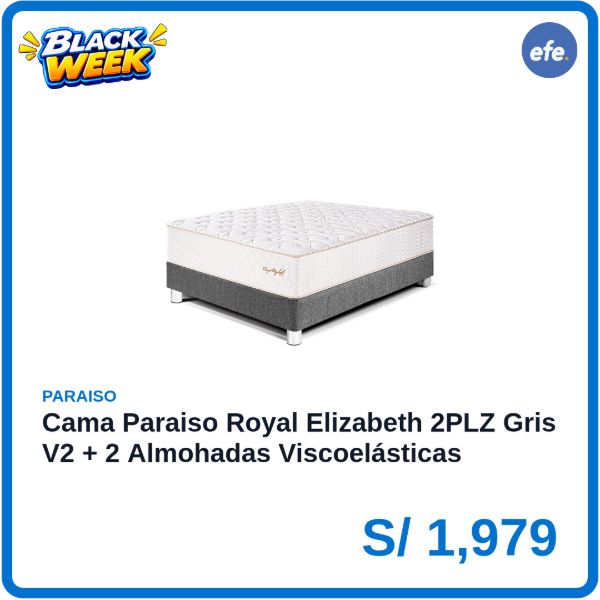 BLACK
WEEK
efe.
PARAISO
Cama Paraiso Royal Elizabeth 2PLZ Gris
V2 + 2 Almohadas Viscoelásticas
S/ 1,979